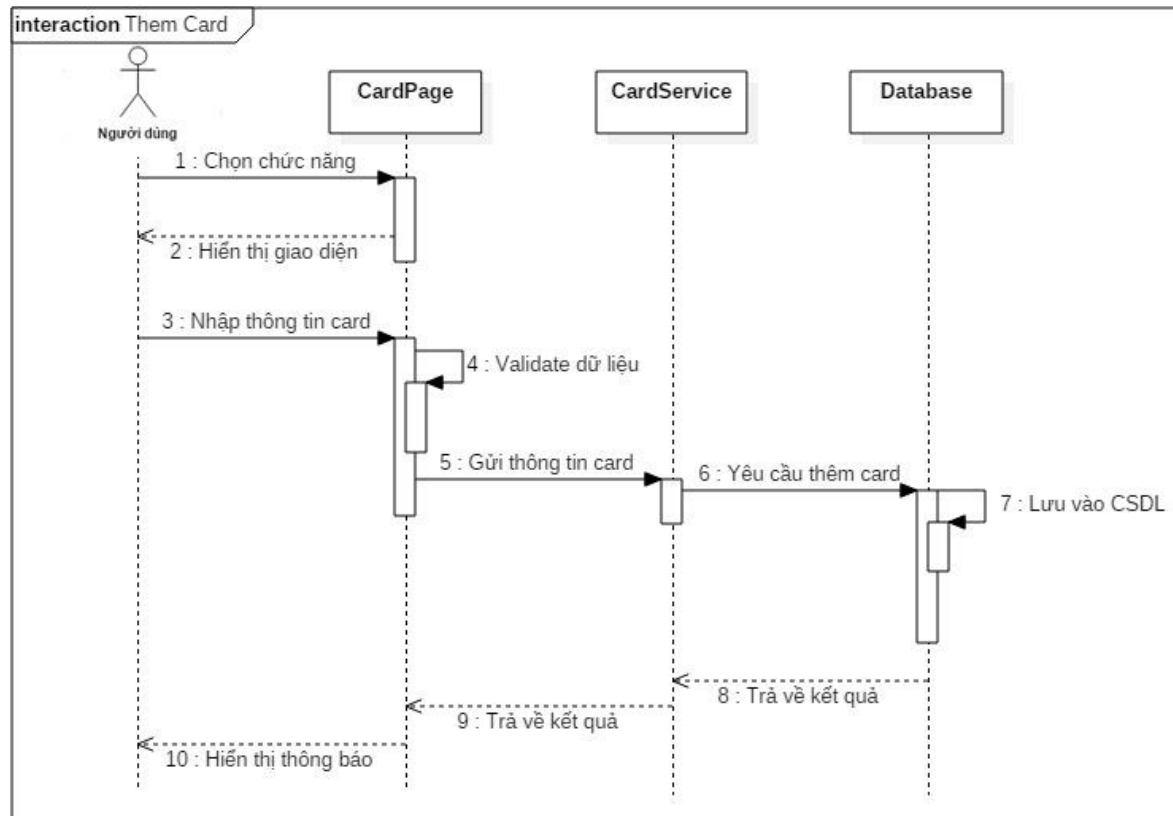 interaction Them Card
Người dùng
CardPage
CardService
Database
1 : Chọn chức năng
2 : Hiển thị giao diện
3 : Nhập thông tin card
4 : Validate dữ liệu
5 : Gửi thông tin card
6 : Yêu cầu thêm card
7 : Lưu vào CSDL
8 : Trả về kết quả
9 : Trả về kết quả
10 : Hiển thị thông báo